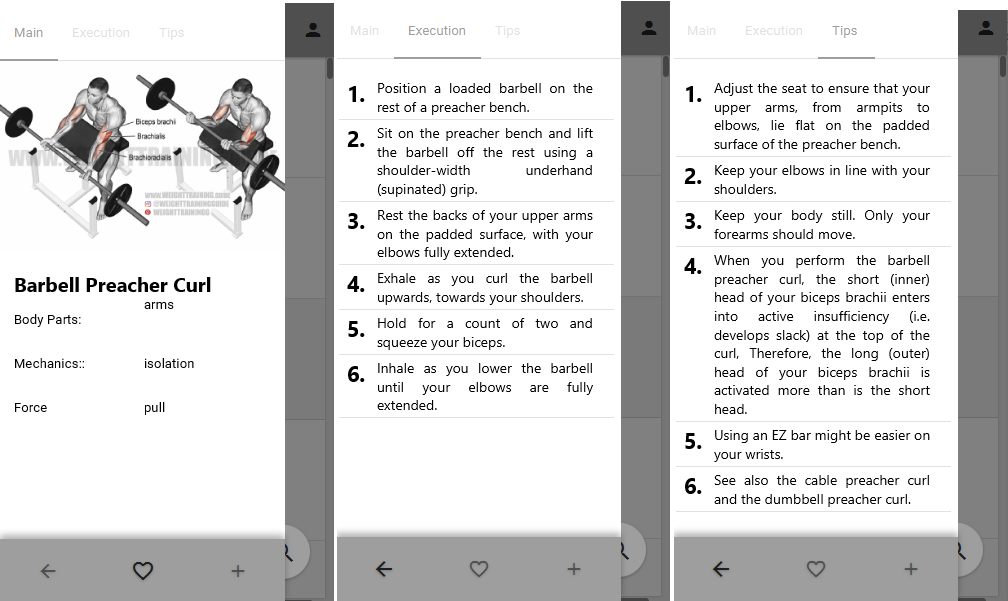 Main Execution Tips
Biceps brachii
Brachialis
Brachioradialis
WWW.WEIGHTTRAINING.GUIDE
@WEIGHTTRAININGGUIDE
WEIGHTTRAININGG
Barbell Preacher Curl
arms
Body Parts:
Mechanics:: isolation
Force pull
Main Execution Tips
1. Position a loaded barbell on the
rest of a preacher bench.
2. Sit on the preacher bench and lift
the barbell off the rest using a
shoulder-width underhand
(supinated) grip.
3. Rest the backs of your upper arms
on the padded surface, with your
elbows fully extended.
4. Exhale as you curl the barbell
upwards, towards your shoulders.
5. Hold for a count of two and
squeeze your biceps.
6. Inhale as you lower the barbell
until your elbows are fully
extended.
Main Execution Tips
1. Adjust the seat to ensure that your
upper arms, from armpits to
elbows, lie flat on the padded
surface of the preacher bench.
2. Keep your elbows in line with your
shoulders.
3. Keep your body still. Only your
forearms should move.
4. When you perform the barbell
preacher curl, the short (inner)
head of your biceps brachii enters
into active insufficiency (i.e.
develops slack) at the top of the
curl, Therefore, the long (outer)
head of your biceps brachii is
activated more than is the short
head.
5. Using an EZ bar might be easier on
your wrists.
6. See also the cable preacher curl
and the dumbbell preacher curl.